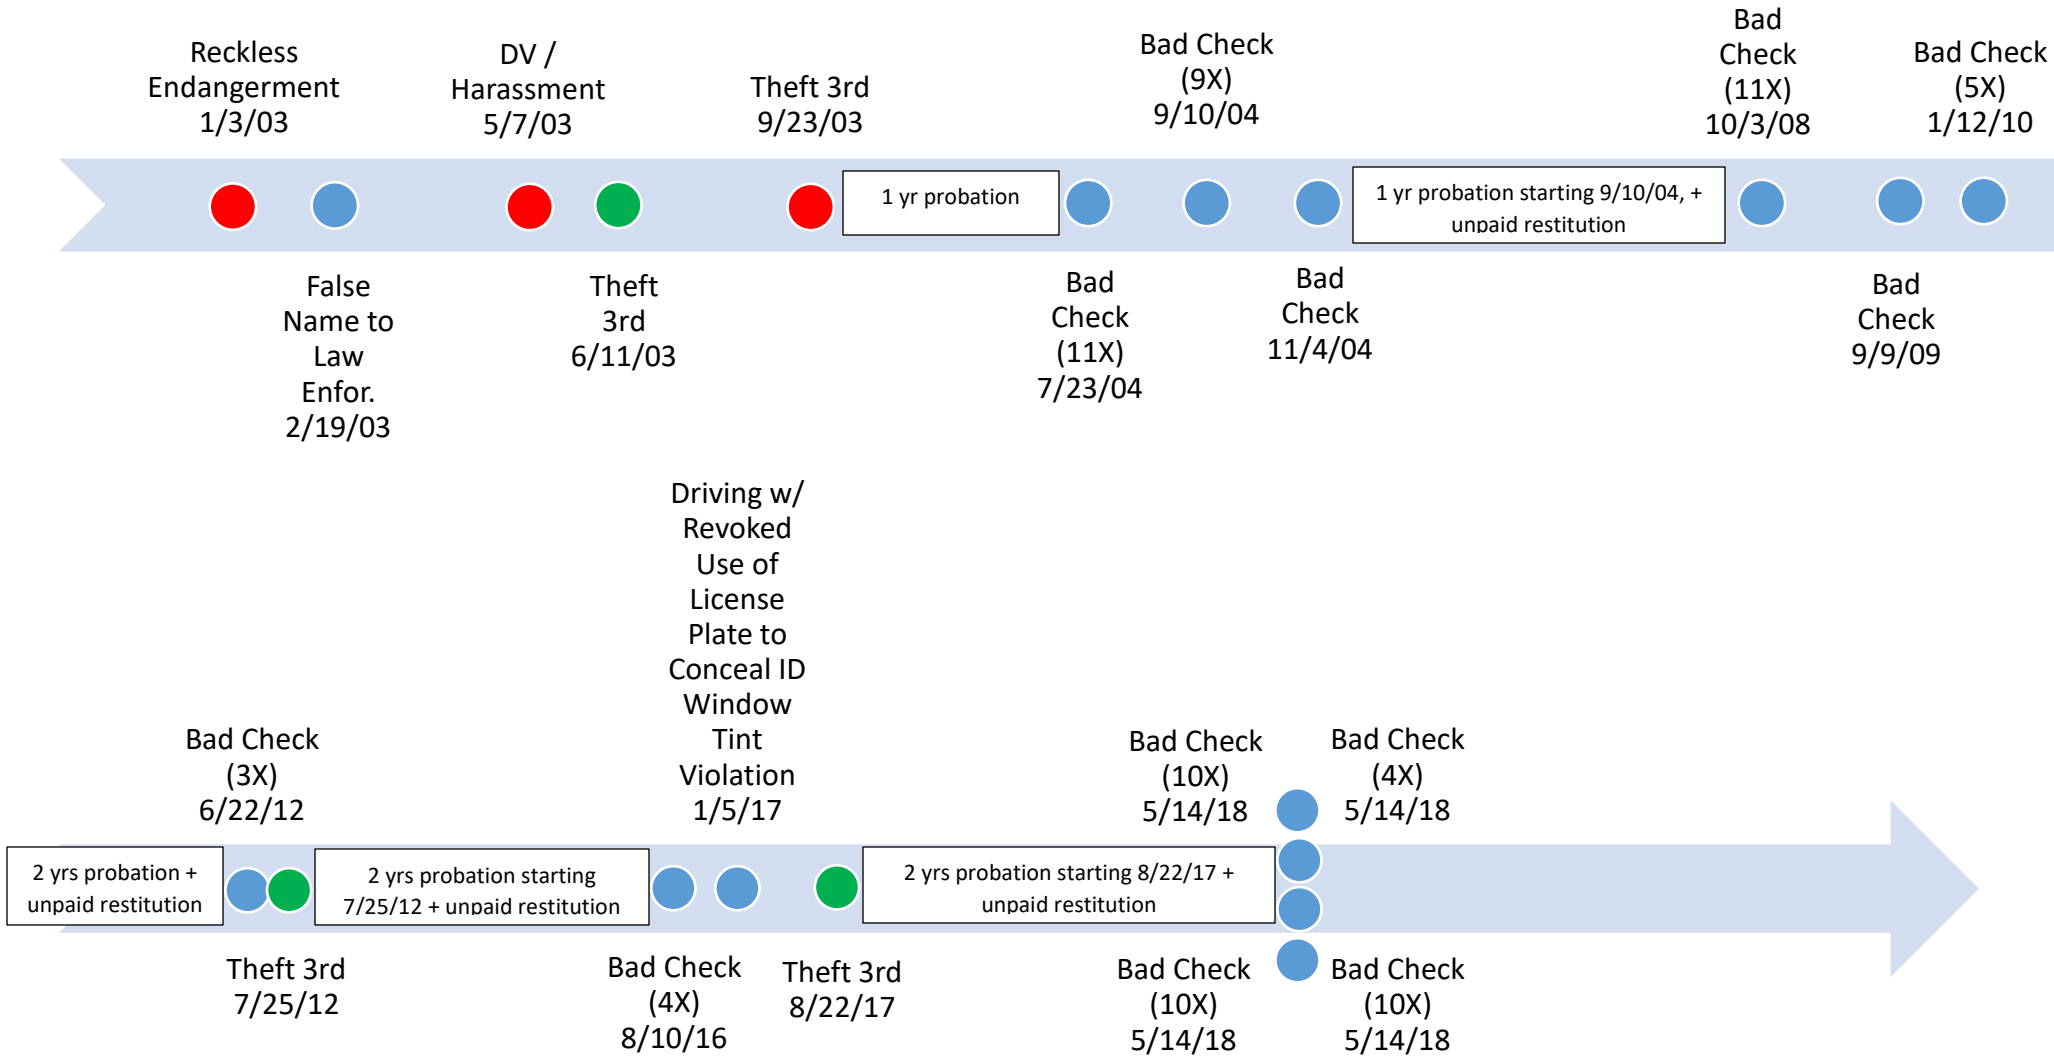 Reckless
Endangerment
1/3/03
DV /
Harassment
5/7/03
Theft 3rd
9/23/03
Bad Check
(9X)
9/10/04
Bad
Check
(11X)
10/3/08
Bad Check
(5X)
1/12/10
1 yr probation
1 yr probation starting 9/10/04, +
unpaid restitution
False
Name to
Law
Enfor.
2/19/03
Theft
3rd
6/11/03
Bad
Check
(11X)
7/23/04
Bad
Check
11/4/04
Bad
Check
9/9/09
Bad Check
(3X)
6/22/12
Driving w/
Revoked
Use of
License
Plate to
Conceal ID
Window
Tint
Violation
1/5/17
Bad Check
(10X)
5/14/18
Bad Check
(4X)
5/14/18
2 yrs probation +
unpaid restitution
2 yrs probation starting
7/25/12 + unpaid restitution
2 yrs probation starting 8/22/17 +
unpaid restitution
Theft 3rd
7/25/12
Bad Check
(4X)
8/10/16
Theft 3rd
8/22/17
Bad Check
(10X)
5/14/18
Bad Check
(10X)
5/14/18